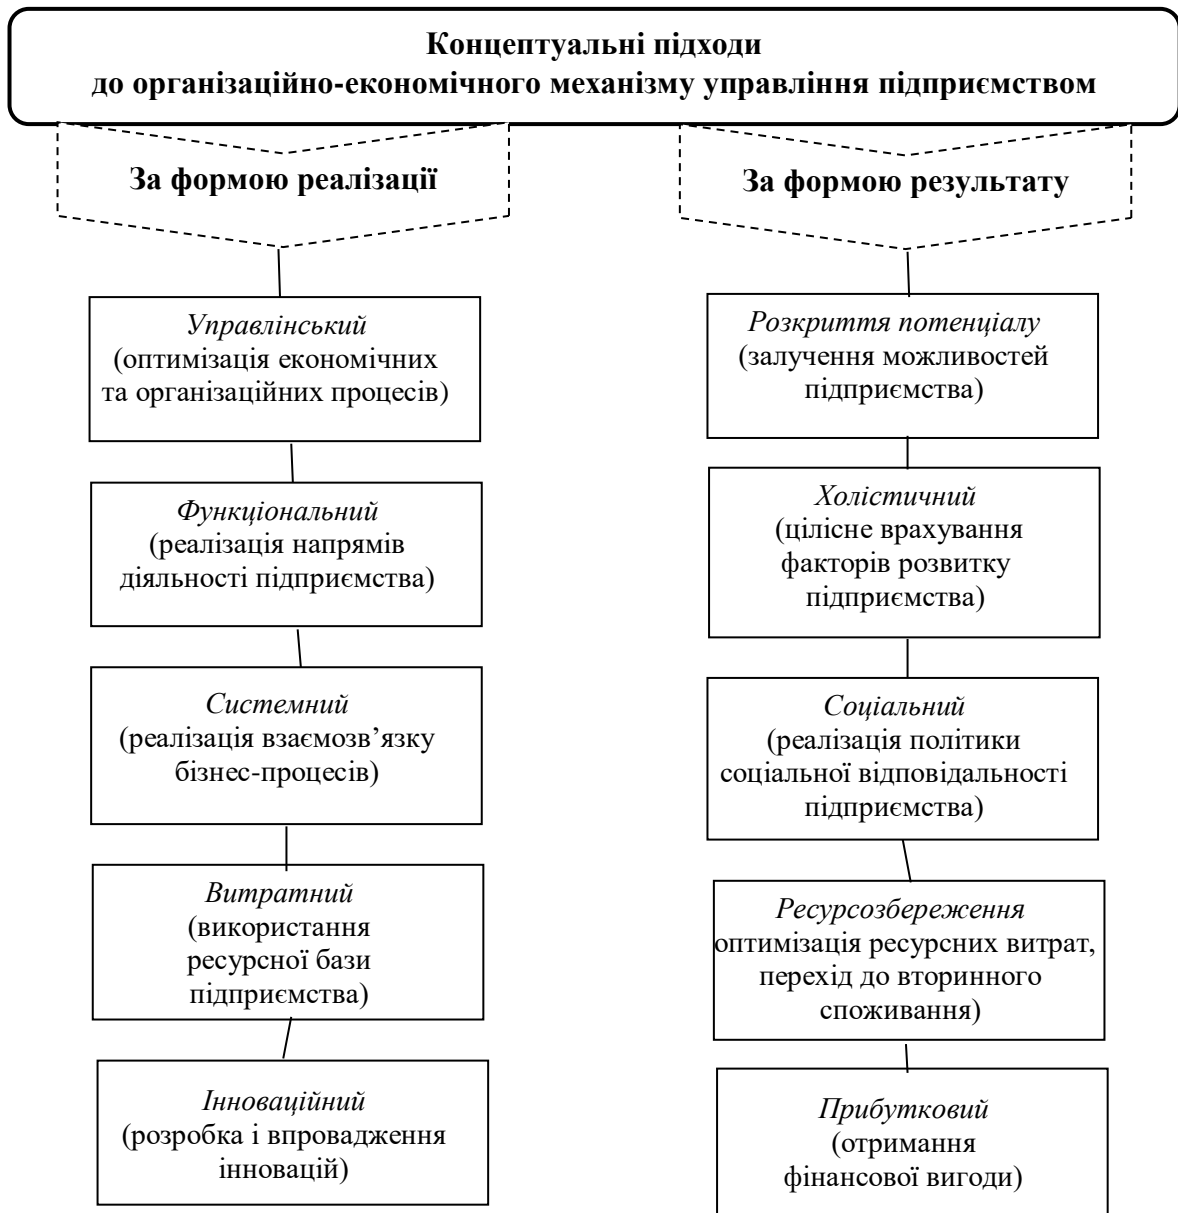 Концептуальні підходи
до організаційно-економічного механізму управління підприємством
За формою реалізації
Управлінський
(оптимізація економічних
та організаційних процесів)
Функціональний
(реалізація напрямів
діяльності підприємства)
Системний
(реалізація взаємозв’язку
бізнес-процесів)
Витратний
(використання
ресурсної бази
підприємства)
Інноваційний
(розробка і впровадження
інновацій)
За формою результату
Розкриття потенціалу
(залучення можливостей
підприємства)
Холістичний
(цілісне врахування
факторів розвитку
підприємства)
Соціальний
(реалізація політики
соціальної відповідальності
підприємства)
Ресурсозбереження
оптимізація ресурсних витрат,
перехід до вторинного
споживання)
Прибутковий
(отримання
фінансової вигоди)